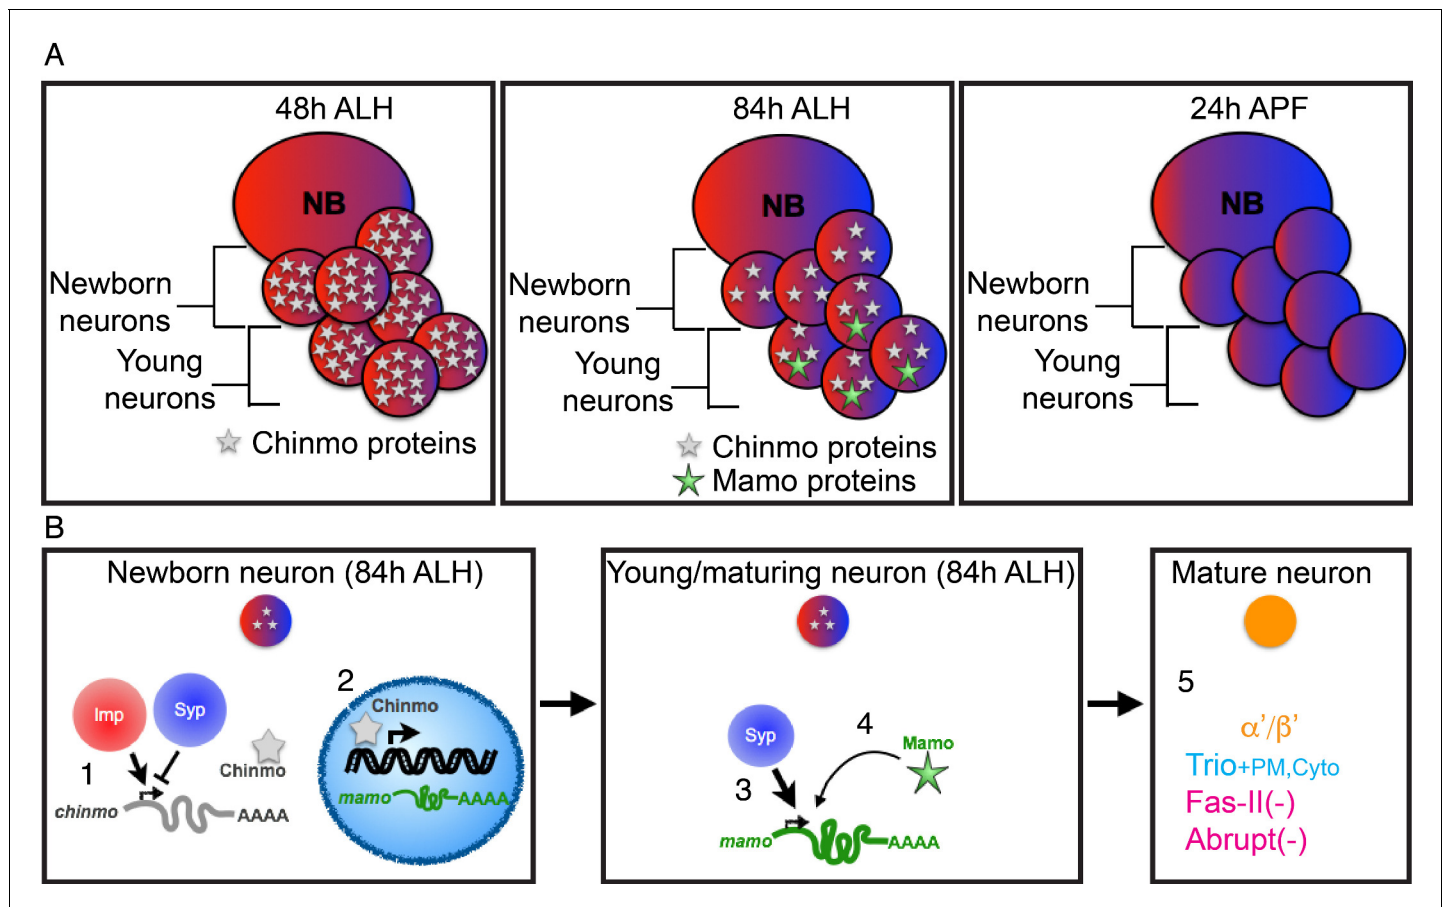 A
48h ALH
NB
Newborn
neurons
Young
neurons
Chinmo proteins
84h ALH
NB
Newborn
neurons
Young
neurons
Chinmo proteins
Mamo proteins
24h APF
NB
Newborn
neurons
Young
neurons
B
Newborn neuron (84h ALH)
Imp
Syp
1
Chinmo
chinmo
AAAA
2
Chinmo
mamo
AAAA
Young/maturing neuron (84h ALH)
Syp
3
4
Mamo
mamo
AAAA
Mature neuron
5
α’/β’
Trio+PM,Cyto
Fas-II(-)
Abrupt(-)